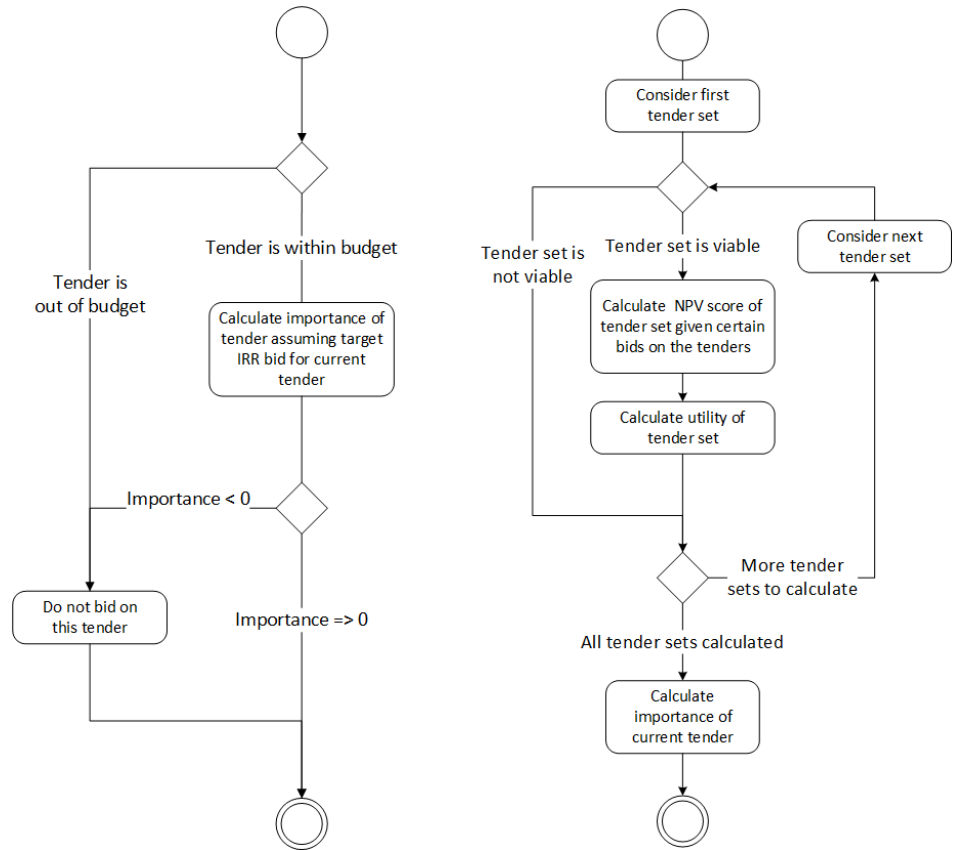 Tender is within budget
Tender is
out of budget
Calculate importance of
tender assuming target
IRR bid for current
tender
Importance < 0
Do not bid on
this tender
Importance => 0
Consider first
tender set
Tender set is
not viable
Tender set is viable
Consider next
tender set
Calculate NPV score of
tender set given certain
bids on the tenders
Calculate utility of
tender set
More tender
sets to calculate
All tender sets calculated
Calculate
importance of
current tender